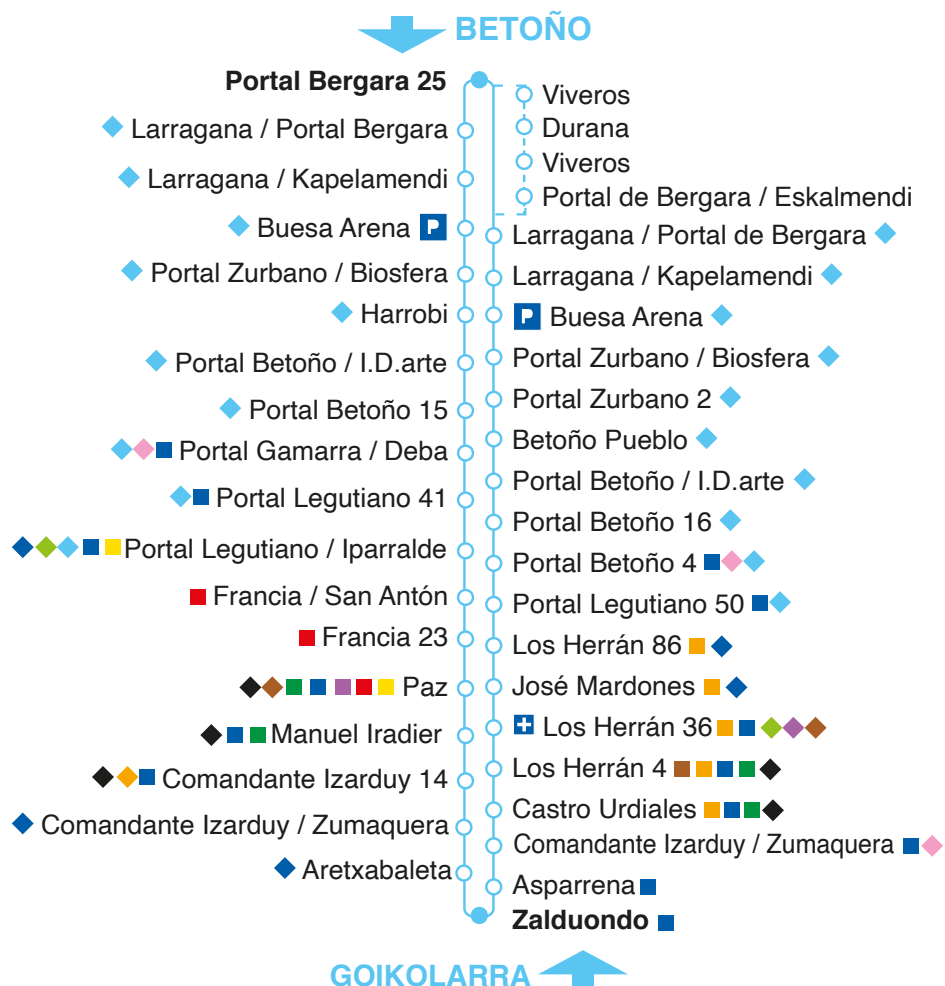 BETOÑO
Portal Bergara 25
Larragana / Portal Bergara
Larragana / Kapelamendi
Buesa Arena P
Portal Zurbano / Biosfera
Harrobi
Portal Betoño / I.D.arte
Portal Betoño 15
Portal Gamarra / Deba
Portal Legutiano 41
Portal Legutiano / Iparralde
Francia / San Antón
Francia 23
Paz
Manuel Iradier
Comandante Izarduy 14
Comandante Izarduy / Zumaquera
Aretxabaleta
Viveros
Durana
Viveros
Portal de Bergara / Eskalmendi
Larragana / Portal de Bergara
Larragana / Kapelamendi
P Buesa Arena
Portal Zurbano / Biosfera
Portal Zurbano 2
Betoño Pueblo
Portal Betoño / I.D.arte
Portal Betoño 16
Portal Betoño 4
Portal Legutiano 50
Los Herrán 86
José Mardones
Los Herrán 36
Los Herrán 4
Castro Urdiales
Comandante Izarduy / Zumaquera
Asparrena
Zalduondo
GOIKOLARRA